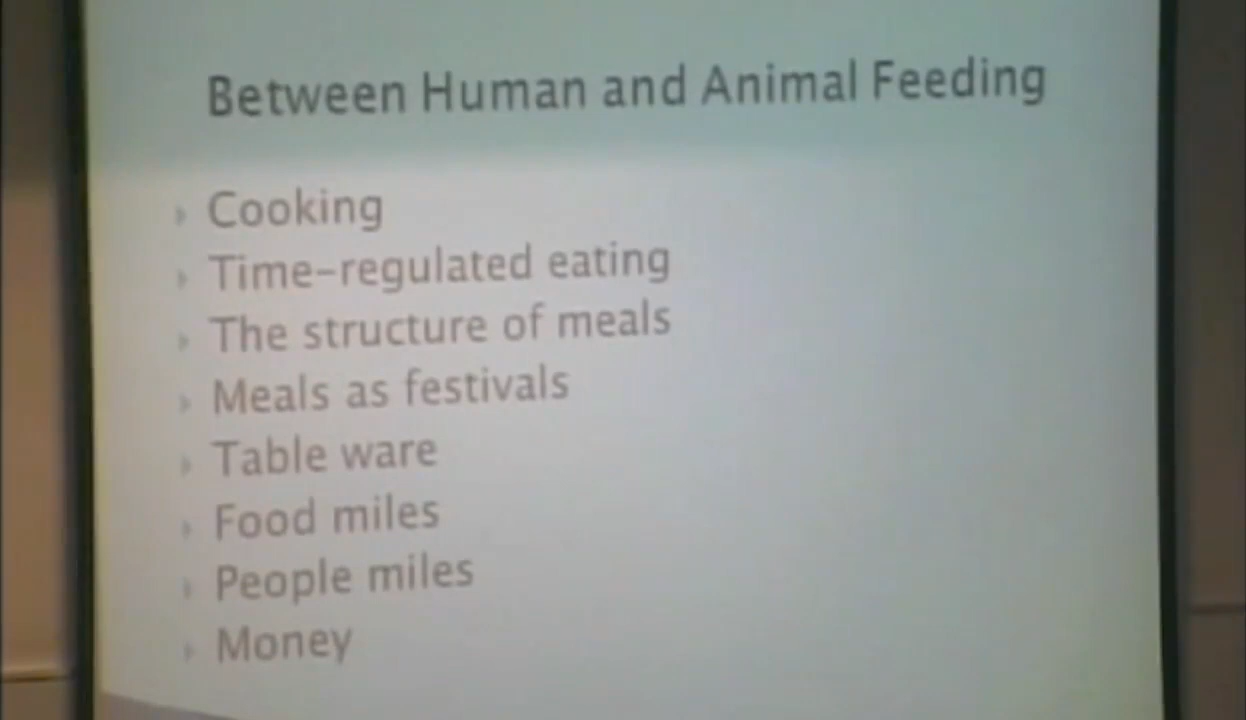 Between Human and Animal Feeding
Cooking
Time-regulated eating
The structure of meals
Meals as festivals
Table ware
Food miles
People miles
Money